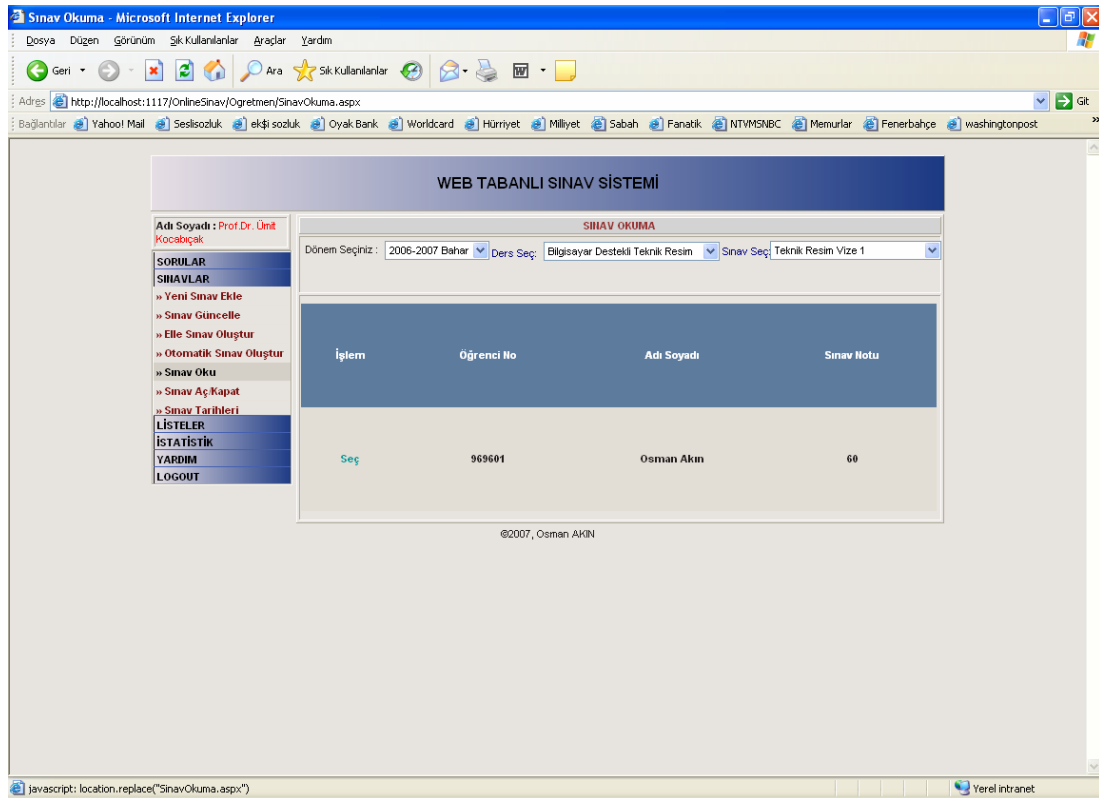 Sınav Okuma - Microsoft Internet Explorer
Dosya Düzen Görünüm Sık Kullanılanlar Araçlar Yardım
Geri Ara Sık Kullanılanlar
Adres http://localhost:1117/OnlineSinav/Ogretmen/SinavOkuma.aspx Git
Bağlantılar Yahoo! Mail Seslisozluk ekşi sozluk Oyak Bank Worldcard Hürriyet Milliyet Sabah Fanatik NTVMSNBC Memurlar Fenerbahçe washingtonpost »
WEB TABANLI SINAV SİSTEMİ
Adı Soyadı : Prof.Dr. Ümit
Kocabıçak
SINAV OKUMA
Dönem Seçiniz : 2006-2007 Bahar Ders Seç: Bilgisayar Destekli Teknik Resim Sınav Seç: Teknik Resim Vize 1
SORULAR
SINAVLAR
» Yeni Sınav Ekle
» Sınav Güncelle
» Elle Sınav Oluştur
» Otomatik Sınav Oluştur
» Sınav Oku
» Sınav Aç/Kapat
» Sınav Tarihleri
LİSTELER
İSTATİSTİK
YARDIM
LOGOUT
İşlem Öğrenci No Adı Soyadı Sınav Notu
Seç 969601 Osman Akın 60
©2007, Osman AKIN
javascript: location.replace("SinavOkuma.aspx") Yerel intranet